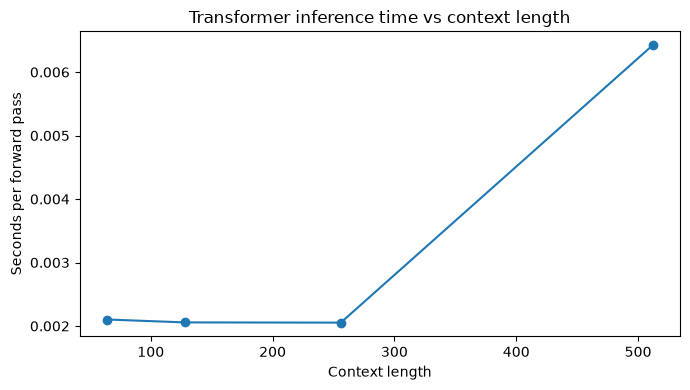 Transformer inference time vs context length
0.006
0.005
0.004
0.003
0.002
Seconds per forward pass
100 200 300 400 500
Context length